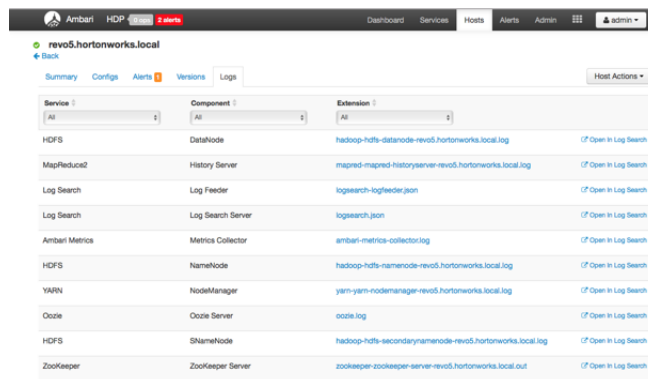 Ambari HDP 0 ops 2 alerts Dashboard Services Hosts Alerts Admin admin
revo5.hortonworks.local
Back
Summary Configs Alerts 1 Versions Logs Host Actions
Service Component Extension
All All All
HDFS DataNode hadoop-hdfs-datanode-revo5.hortonworks.local.log Open In Log Search
MapReduce2 History Server mapred-mapred-historyserver-revo5.hortonworks.local.log Open In Log Search
Log Search Log Feeder logsearch-logfeeder.json Open In Log Search
Log Search Log Search Server logsearch.json Open In Log Search
Ambari Metrics Metrics Collector ambari-metrics-collector.log Open In Log Search
HDFS NameNode hadoop-hdfs-namenode-revo5.hortonworks.local.log Open In Log Search
YARN NodeManager yarn-yarn-nodemanager-revo5.hortonworks.local.log Open In Log Search
Oozie Oozie Server oozie.log Open In Log Search
HDFS SNameNode hadoop-hdfs-secondarynamenode-revo5.hortonworks.local.log Open In Log Search
ZooKeeper ZooKeeper Server zookeeper-zookeeper-server-revo5.hortonworks.local.out Open In Log Search